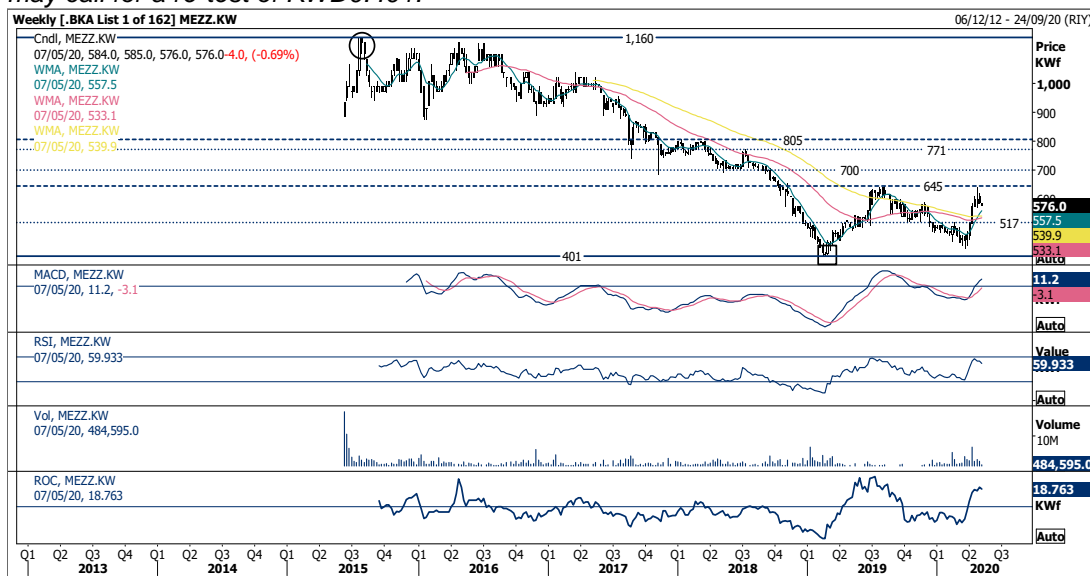 may call for a re-test of KWD0.401.
Weekly [.BKA List 1 of 162] MEZZ.KW 06/12/12 - 24/09/20 (RIY)
Cndl, MEZZ.KW
07/05/20, 584.0, 585.0, 576.0, 576.0-4.0, (-0.69%)
WMA, MEZZ.KW
07/05/20, 557.5
WMA, MEZZ.KW
07/05/20, 533.1
WMA, MEZZ.KW
07/05/20, 539.9
1,160
805
771
700
645
517
401
Price
KWf
1,000
900
800
700
576.0
557.5
539.9
533.1
Auto
MACD, MEZZ.KW
07/05/20, 11.2, -3.1
11.2
-3.1
KWf
Auto
RSI, MEZZ.KW
07/05/20, 59.933
Value
59.933
Auto
Vol, MEZZ.KW
07/05/20, 484,595.0
Volume
10M
484,595.0
ROC, MEZZ.KW
07/05/20, 18.763
18.763
KWf
Auto
Q1 Q2 Q3 Q4 Q1 Q2 Q3 Q4 Q1 Q2 Q3 Q4 Q1 Q2 Q3 Q4 Q1 Q2 Q3 Q4 Q1 Q2 Q3 Q4 Q1 Q2 Q3 Q4 Q1 Q2 Q3
2013 2014 2015 2016 2017 2018 2019 2020